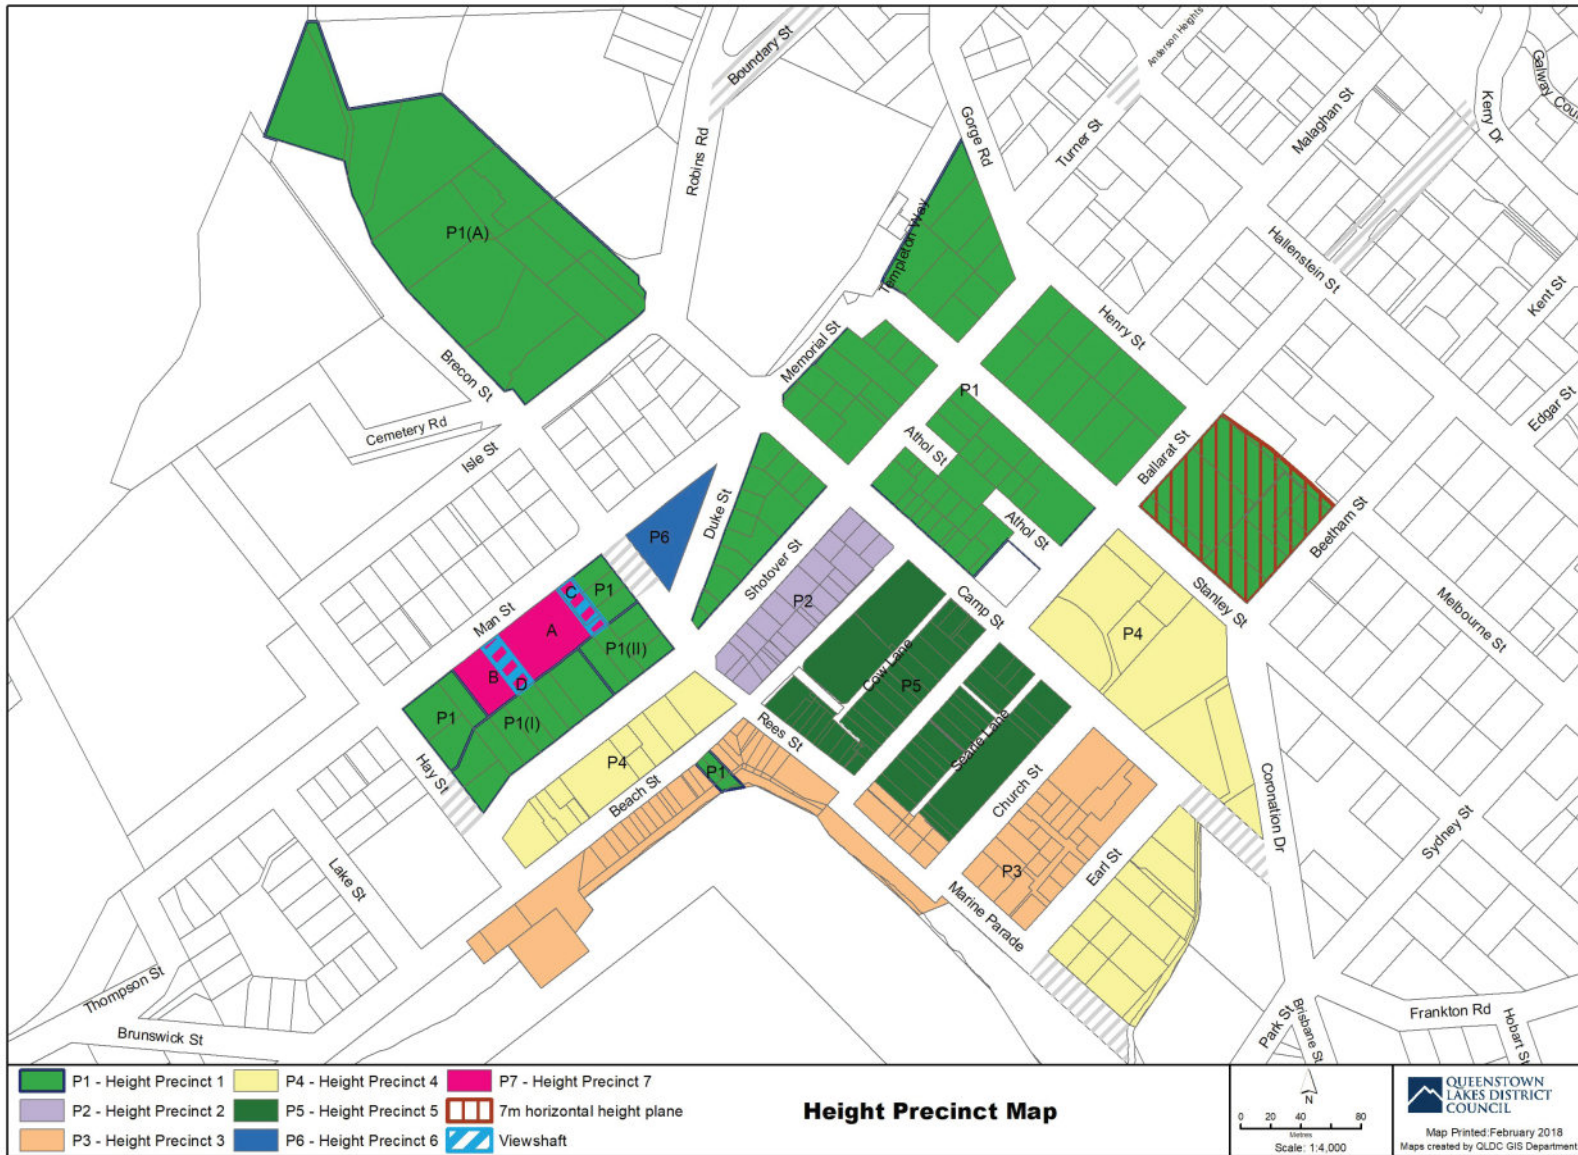 Boundary St
Anderson Heights
Galway Cou
Kerry Dr
Malaghan St
Turner St
Gorge Rd
Robins Rd
Templeton Way
Hallenstein St
Kent St
P1(A)
Henry St
Memorial St
Brecon St
Cemetery Rd
Isle St
P1
Athol St
Ballarat St
Edgar St
Duke St
P6
Shotover St
Athol St
Beetham St
Stanley St
Melbourne St
Camp St
Man St
C
P1
A
P1(II)
B
D
P1
P1(I)
P2
Cow Lane
P5
P4
Rees St
Searle Lane
Hay St
P4
P1
Beach St
Church St
Coronation Dr
Sydney St
Lake St
P3
Earl St
Marine Parade
Thompson St
Brunswick St
Park St
Brisbane St
Frankton Rd
Hobart St
P1 - Height Precinct 1
P2 - Height Precinct 2
P3 - Height Precinct 3
P4 - Height Precinct 4
P5 - Height Precinct 5
P6 - Height Precinct 6
P7 - Height Precinct 7
7m horizontal height plane
Viewshaft
Height Precinct Map
N
0 20 40 80
Metres
Scale: 1:4,000
QUEENSTOWN
LAKES DISTRICT
COUNCIL
Map Printed:February 2018
Maps created by QLDC GIS Department